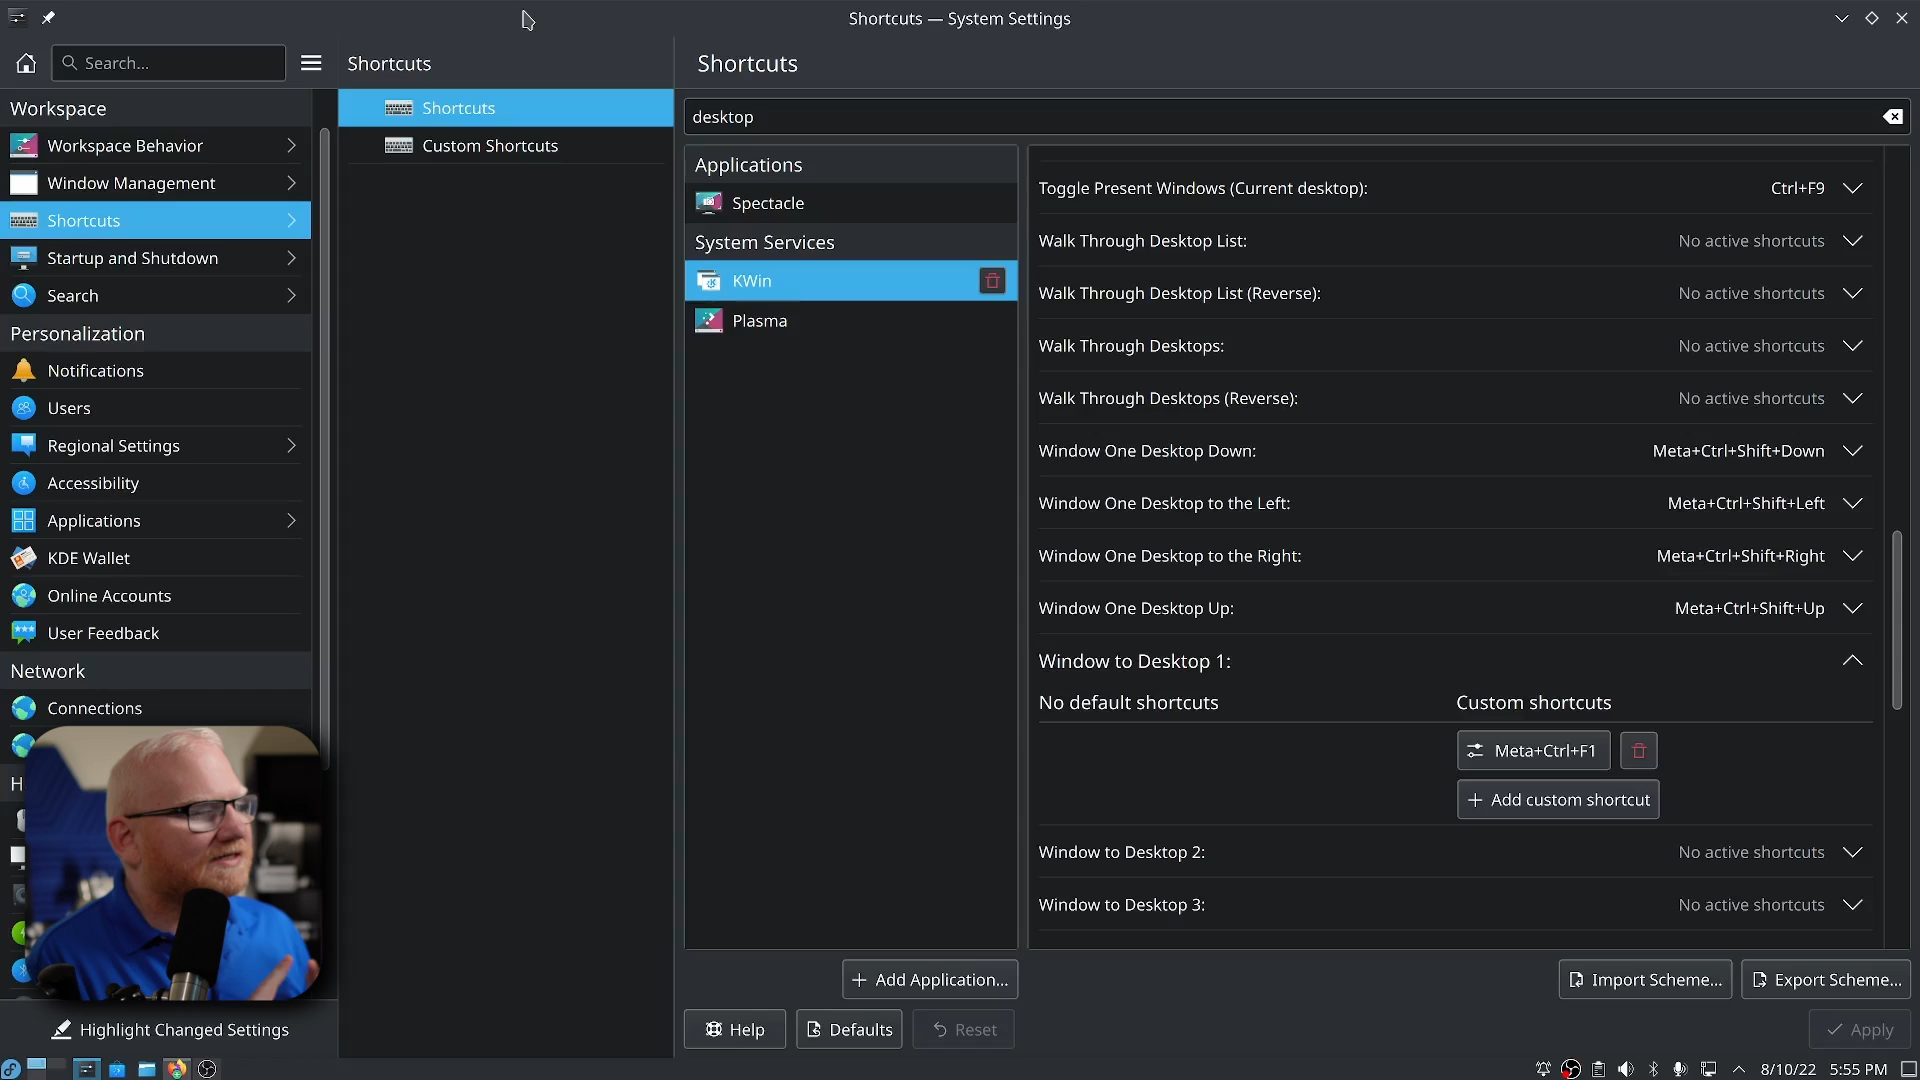 Shortcuts — System Settings
Search...
Shortcuts
Shortcuts
Workspace
Workspace Behavior
Window Management
Shortcuts
Startup and Shutdown
Search
Personalization
Notifications
Users
Regional Settings
Accessibility
Applications
KDE Wallet
Online Accounts
User Feedback
Network
Connections
H
Highlight Changed Settings
Shortcuts
Custom Shortcuts
desktop
Applications
Spectacle
System Services
KWin
Plasma
Toggle Present Windows (Current desktop): Ctrl+F9
Walk Through Desktop List: No active shortcuts
Walk Through Desktop List (Reverse): No active shortcuts
Walk Through Desktops: No active shortcuts
Walk Through Desktops (Reverse): No active shortcuts
Window One Desktop Down: Meta+Ctrl+Shift+Down
Window One Desktop to the Left: Meta+Ctrl+Shift+Left
Window One Desktop to the Right: Meta+Ctrl+Shift+Right
Window One Desktop Up: Meta+Ctrl+Shift+Up
Window to Desktop 1:
No default shortcuts Custom shortcuts
Meta+Ctrl+F1
Add custom shortcut
Window to Desktop 2: No active shortcuts
Window to Desktop 3: No active shortcuts
Add Application...
Import Scheme...
Export Scheme...
Help
Defaults
Reset
Apply
8/10/22 5:55 PM